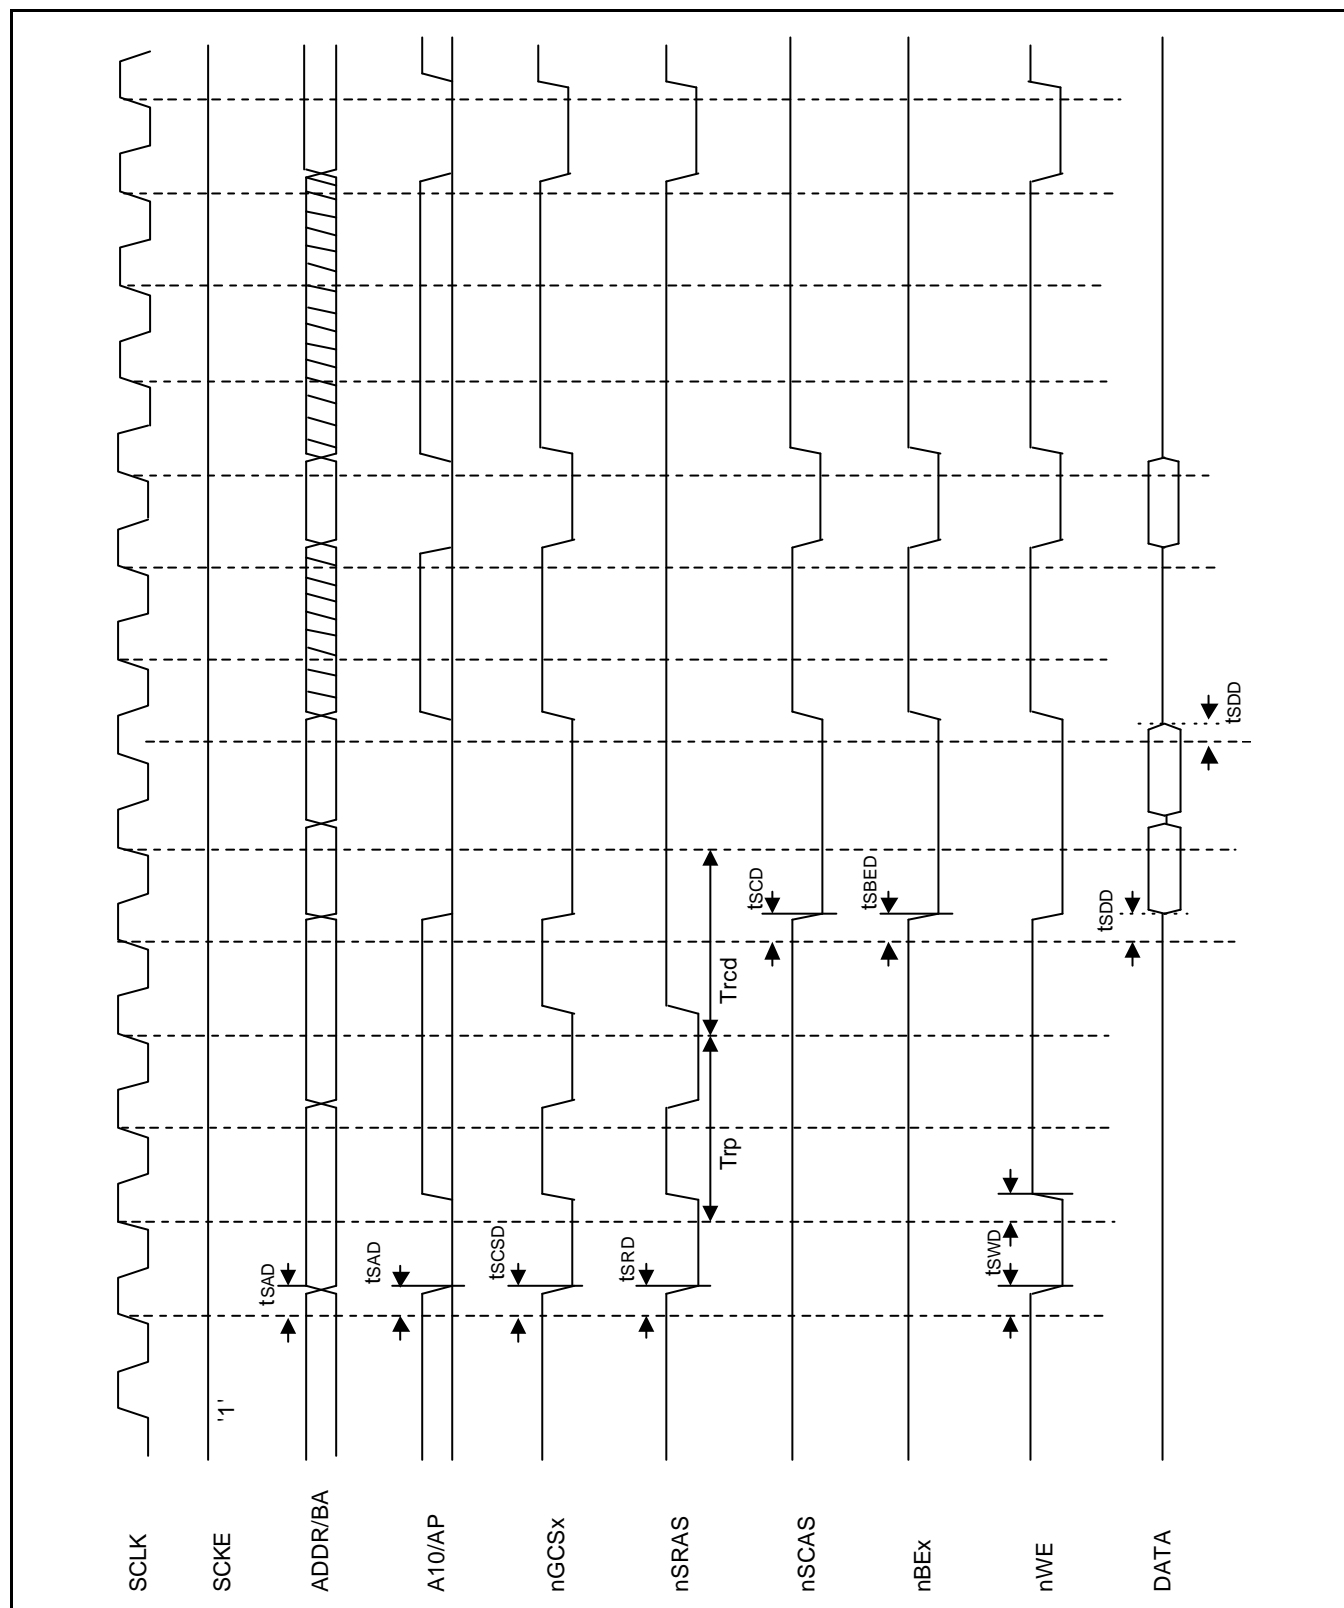 SCLK
SCKE
'1'
ADDR/BA
tSAD
A10/AP
tSAD
nGCSx
tSCSD
nSRAS
tSRD
Trp
Trcd
nSCAS
tSCD
nBEx
tSBED
nWE
tSWD
DATA
tSDD
tSDD